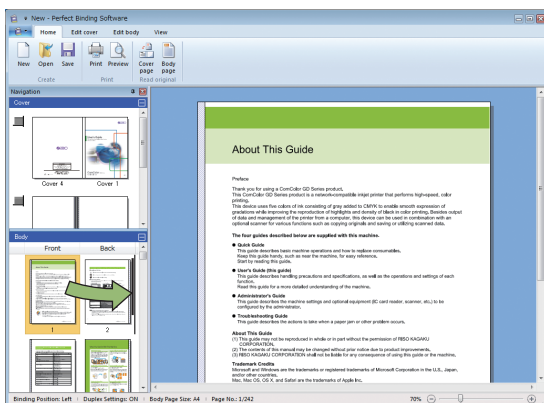 New - Perfect Binding Software
Home Edit cover Edit body View
New Open Save Print Preview Cover page Body page
Create Print Read original
Navigation
Cover
Cover 4 Cover 1
Body
Front Back
1 2
About This Guide
Preface
Thank you for using a ComColor GD Series product,
This ComColor GD Series product is a network-compatible inkjet printer that performs high-speed, color
printing.
This device uses five colors of ink consisting of gray added to CMYK to enable smooth expression of
gradations while improving the reproduction of highlights and density of black in color printing, Besides output
of data and management of the printer from a computer, this device can be used in combination with an
optional scanner for various functions such as copying originals and saving or utilizing scanned data.
The four guides described below are supplied with this machine.
● Quick Guide
This guide describes basic machine operations and how to replace consumables.
Keep this guide handy, such as near the machine, for easy reference.
Start by reading this guide.
● User's Guide (this guide)
This guide describes handling precautions and specifications, as well as the operations and settings of each
function.
Read this guide for a more detailed understanding of the machine.
● Administrator's Guide
This guide describes the machine settings and optional equipment (IC card reader, scanner, etc.) to be
configured by the administrator.
● Troubleshooting Guide
This guide describes the actions to take when a paper jam or other problem occurs,
About This Guide
(1) This guide may not be reproduced in whole or in part without the permission of RISO KAGAKU
CORPORATION.
(2) The contents of this manual may be changed without prior notice due to product improvements.
(3) RISO KAGAKU CORPORATION shall not be liable for any consequence of using this guide or the machine.
Trademark Credits
Microsoft and Windows are the trademarks or registered trademarks of Microsoft Corporation in the U.S., Japan,
and/or other countries.
Mac, Mac OS, OS X, and Safari are the trademarks of Apple Inc.
Binding Position: Left Duplex Settings: ON Body Page Size: A4 Page No.: 1/242 70%